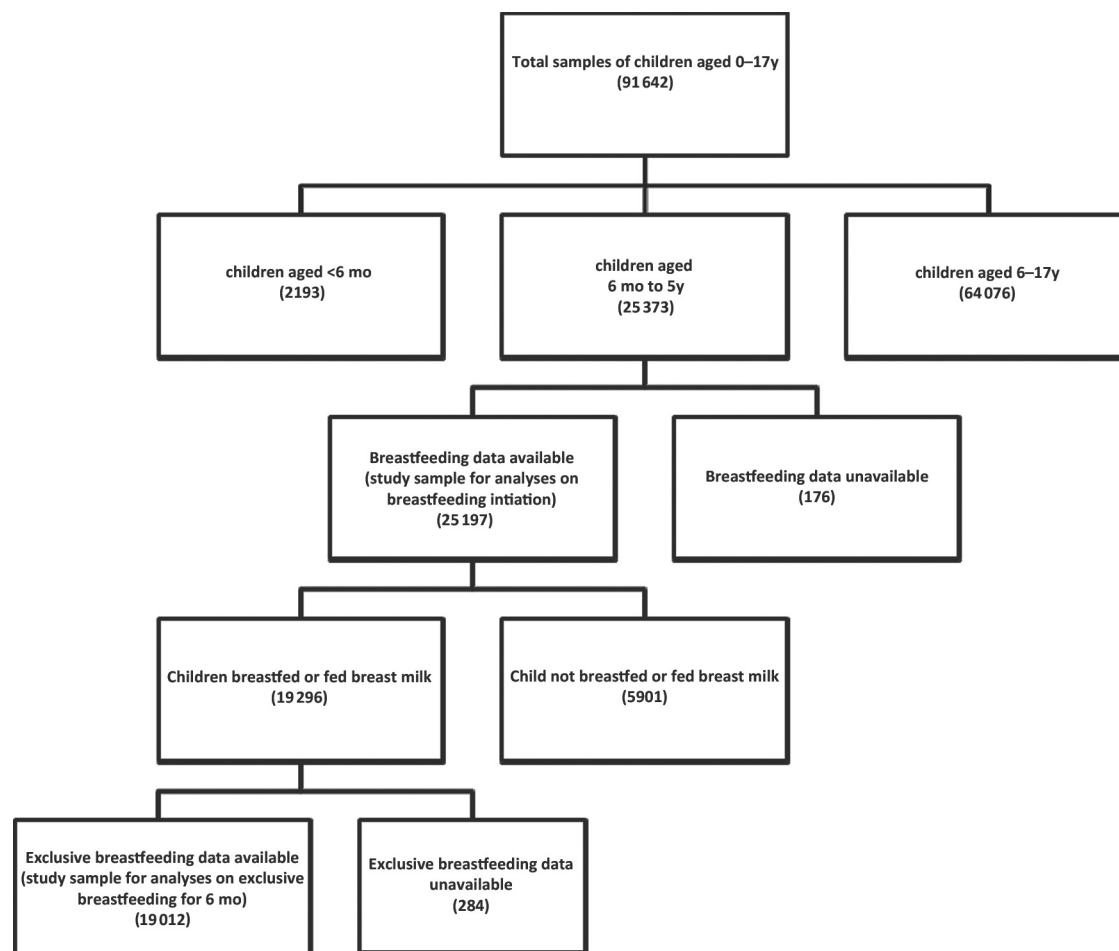 Total samples of children aged 0–17y
(91 642)
children aged <6 mo
(2193)
children aged
6 mo to 5y
(25 373)
children aged 6–17y
(64 076)
Breastfeeding data available
(study sample for analyses on
breastfeeding intiation)
(25 197)
Breastfeeding data unavailable
(176)
Children breastfed or fed breast milk
(19 296)
Child not breastfed or fed breast milk
(5901)
Exclusive breastfeeding data available
(study sample for analyses on exclusive
breastfeeding for 6 mo)
(19 012)
Exclusive breastfeeding data
unavailable
(284)